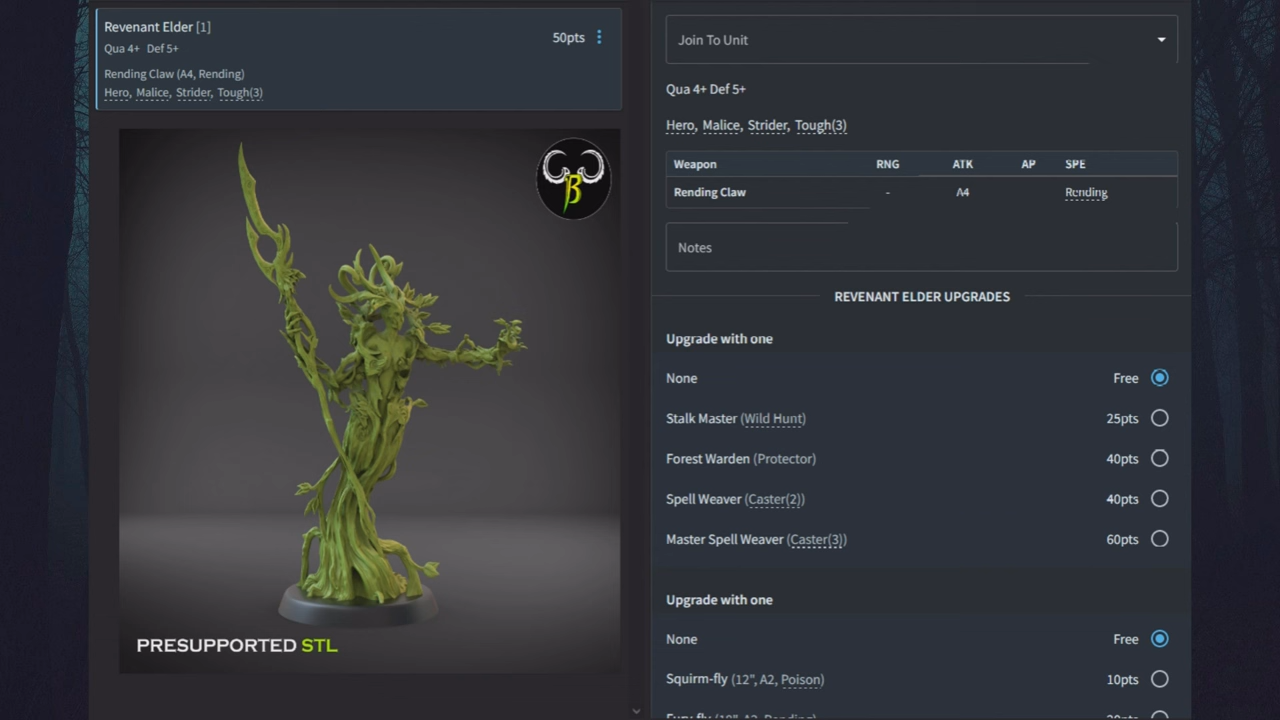 Revenant Elder [1]
Qua 4+ Def 5+
50pts
Rending Claw (A4, Rending)
Hero, Malice, Strider, Tough(3)
β
PRESUPPORTED STL
Join To Unit
Qua 4+ Def 5+
Hero, Malice, Strider, Tough(3)
Weapon RNG ATK AP SPE
Rending Claw - A4 Rending
Notes
REVENANT ELDER UPGRADES
Upgrade with one
None Free
Stalk Master (Wild Hunt) 25pts
Forest Warden (Protector) 40pts
Spell Weaver (Caster(2)) 40pts
Master Spell Weaver (Caster(3)) 60pts
Upgrade with one
None Free
Squirm-fly (12", A2, Poison) 10pts